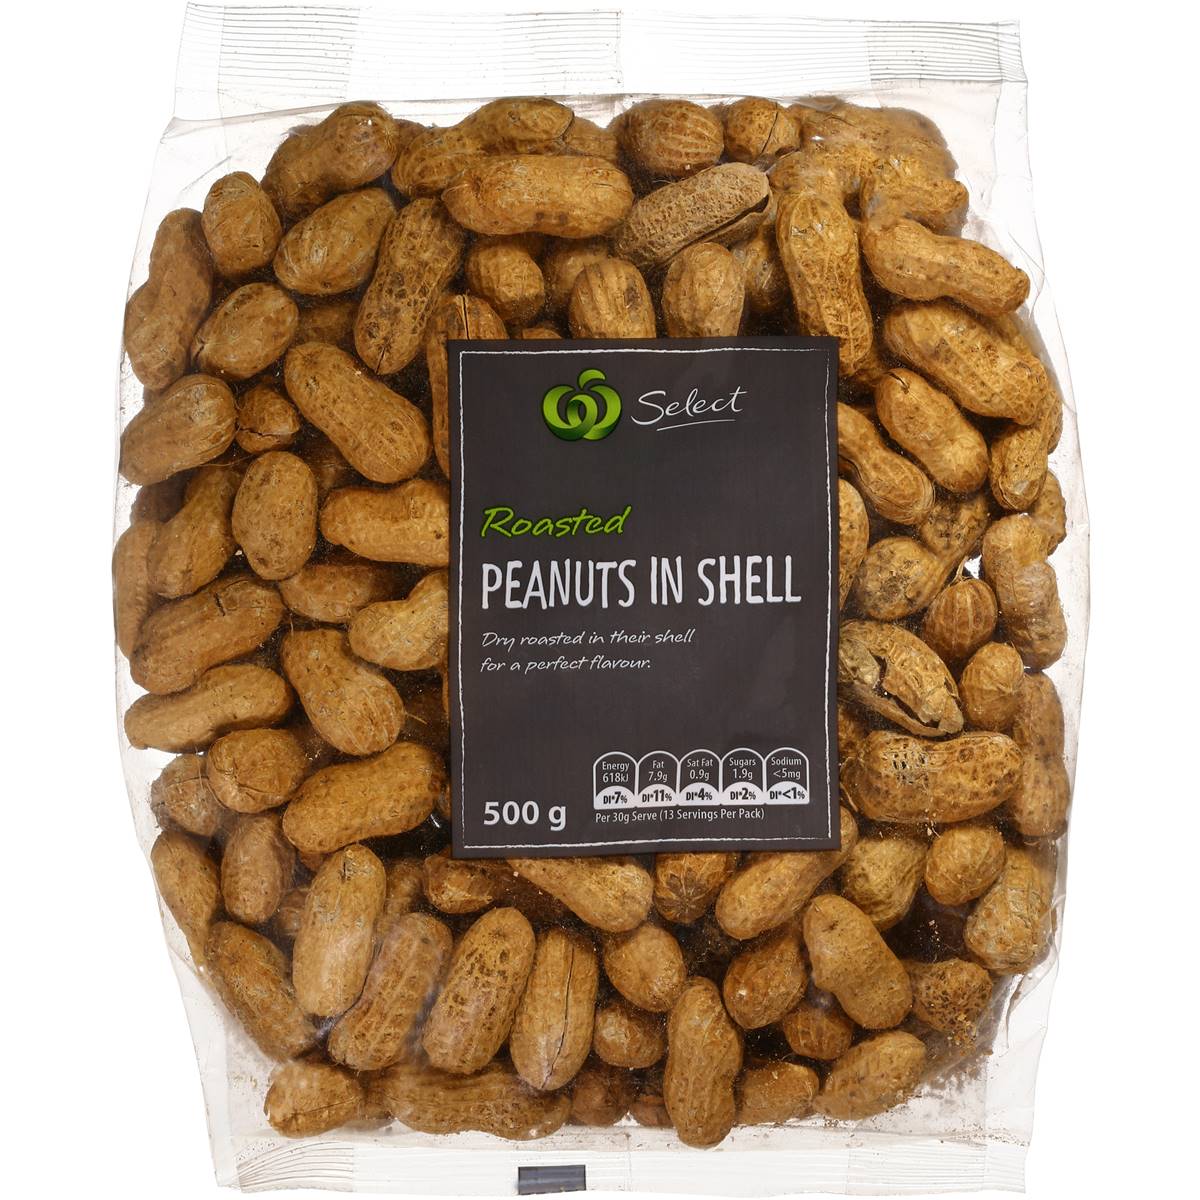 Select
Roasted
PEANUTS IN SHELL
Dry roasted in their shell
for a perfect flavour.
500 g
Energy 618kJ DI*7%
Fat 7.9g DI*11%
Sat Fat 0.9g DI*4%
Sugars 1.9g DI*2%
Sodium <5mg DI*<1%
Per 30g Serve (13 Servings Per Pack)